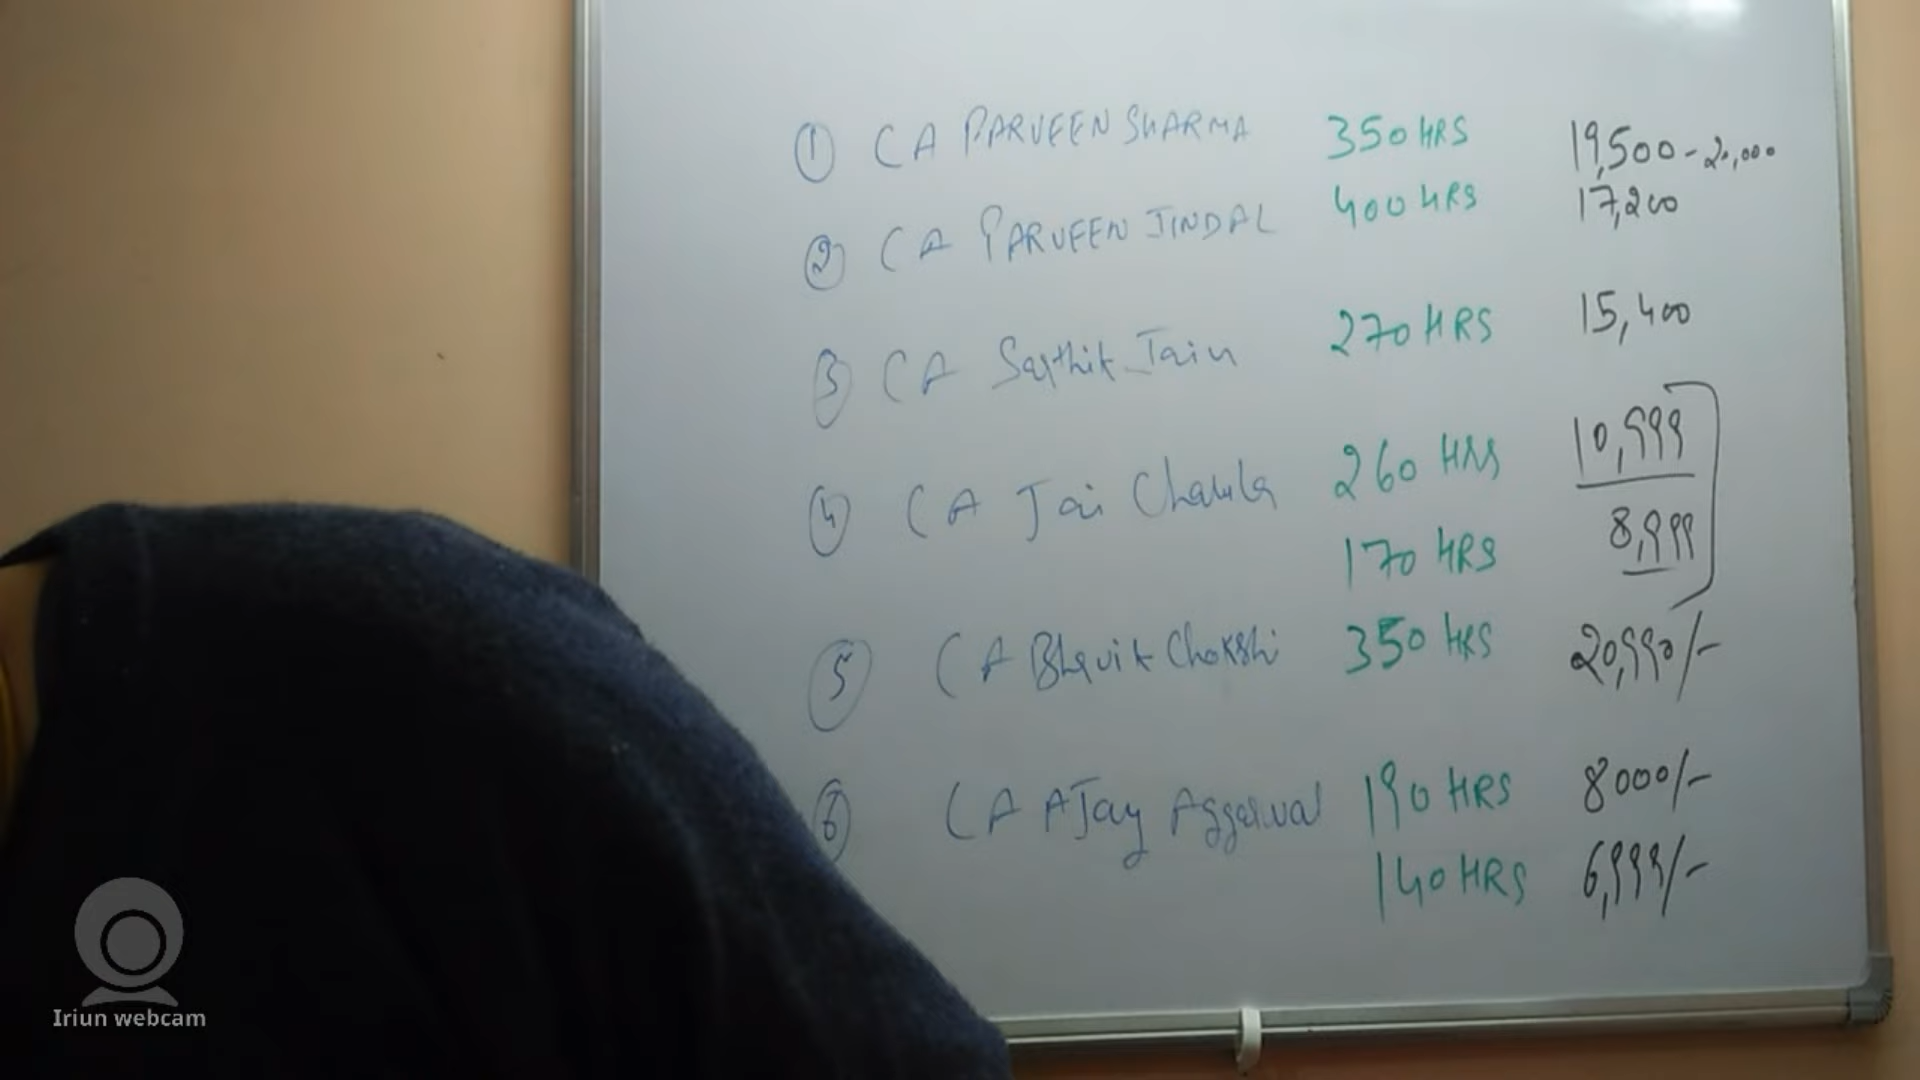 ① CA PARVEEN SHARMA 350 HRS 19,500 - 20,000
② CA PARVEEN JINDAL 400 HRS 17,200
③ CA Sarthik Jain 270 HRS 15,400
④ CA Jai Chawla 260 HRS 10,999
170 HRS 8,999
⑤ CA Bhavik Chokshi 350 HRS 20,990/-
⑥ CA AJay Aggarwal 190 HRS 8000/-
140 HRS 6,999/-
Iriun webcam